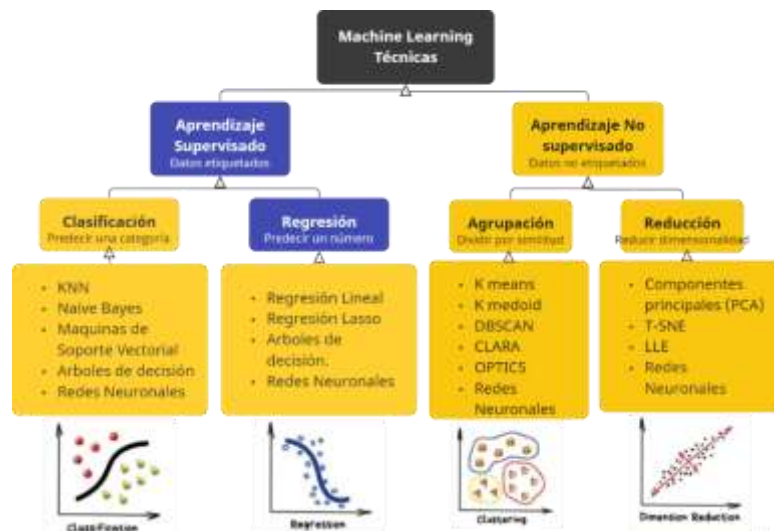 Machine Learning
Técnicas
Aprendizaje
Supervisado
Datos etiquetados
Aprendizaje No
supervisado
Datos no etiquetados
Clasificación
Predecir una categoría
Regresión
Predecir un número
Agrupación
Dividir por similitud
Reducción
Reducir dimensionalidad
• KNN
• Naive Bayes
• Maquinas de
Soporte Vectorial
• Arboles de decisión
• Redes Neuronales
• Regresión Lineal
• Regresión Lasso
• Arboles de
decisión.
• Redes Neuronales
• K means
• K medoid
• DBSCAN
• CLARA
• OPTICS
• Redes
Neuronales
• Componentes
principales (PCA)
• T-SNE
• LLE
• Redes
Neuronales
Classification
Regression
Clustering
Dimension Reduction